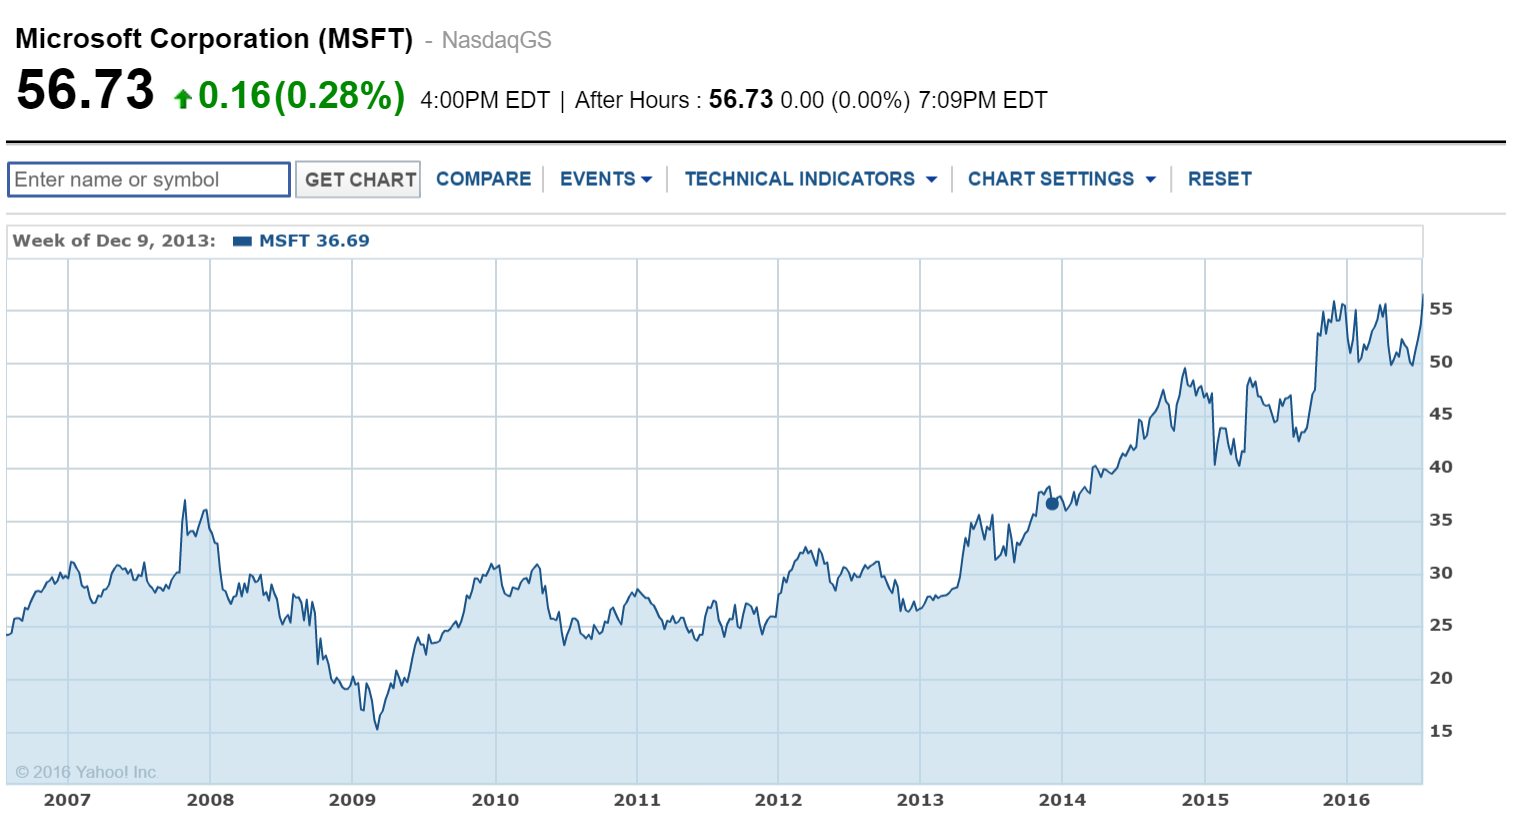 Microsoft Corporation (MSFT) - NasdaqGS
56.73 0.16(0.28%) 4:00PM EDT | After Hours : 56.73 0.00 (0.00%) 7:09PM EDT
Enter name or symbol GET CHART COMPARE EVENTS TECHNICAL INDICATORS CHART SETTINGS RESET
Week of Dec 9, 2013: MSFT 36.69
55
50
45
40
35
30
25
20
15
© 2016 Yahoo! Inc.
2007 2008 2009 2010 2011 2012 2013 2014 2015 2016